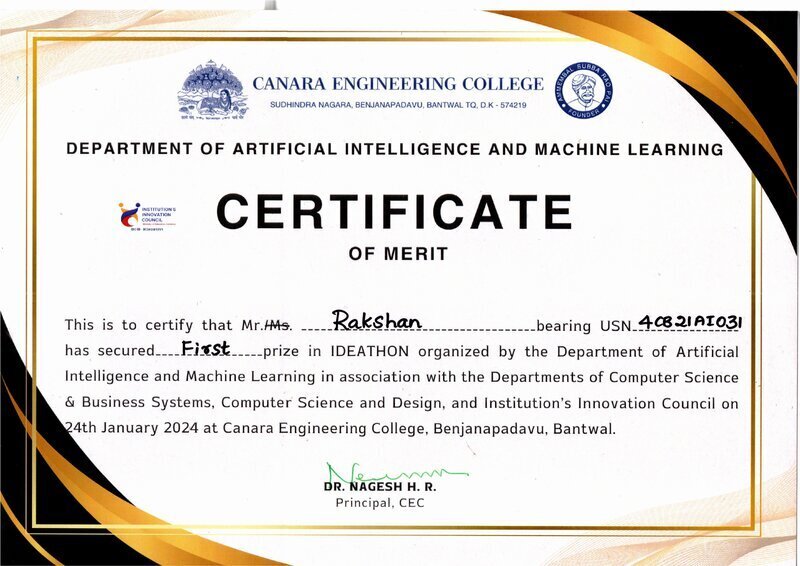 CANARA ENGINEERING COLLEGE
SUDHINDRA NAGARA, BENJANAPADAVU, BANTWAL TQ, D.K - 574219
AMMEMBAL SUBBA RAO PAI
FOUNDER
DEPARTMENT OF ARTIFICIAL INTELLIGENCE AND MACHINE LEARNING
INSTITUTION'S
INNOVATION
COUNCIL
CERTIFICATE
OF MERIT
This is to certify that Mr./Ms. Rakshan bearing USN 4CB21AI031
has secured First prize in IDEATHON organized by the Department of Artificial
Intelligence and Machine Learning in association with the Departments of Computer Science
& Business Systems, Computer Science and Design, and Institution's Innovation Council on
24th January 2024 at Canara Engineering College, Benjanapadavu, Bantwal.
DR. NAGESH H. R.
Principal, CEC